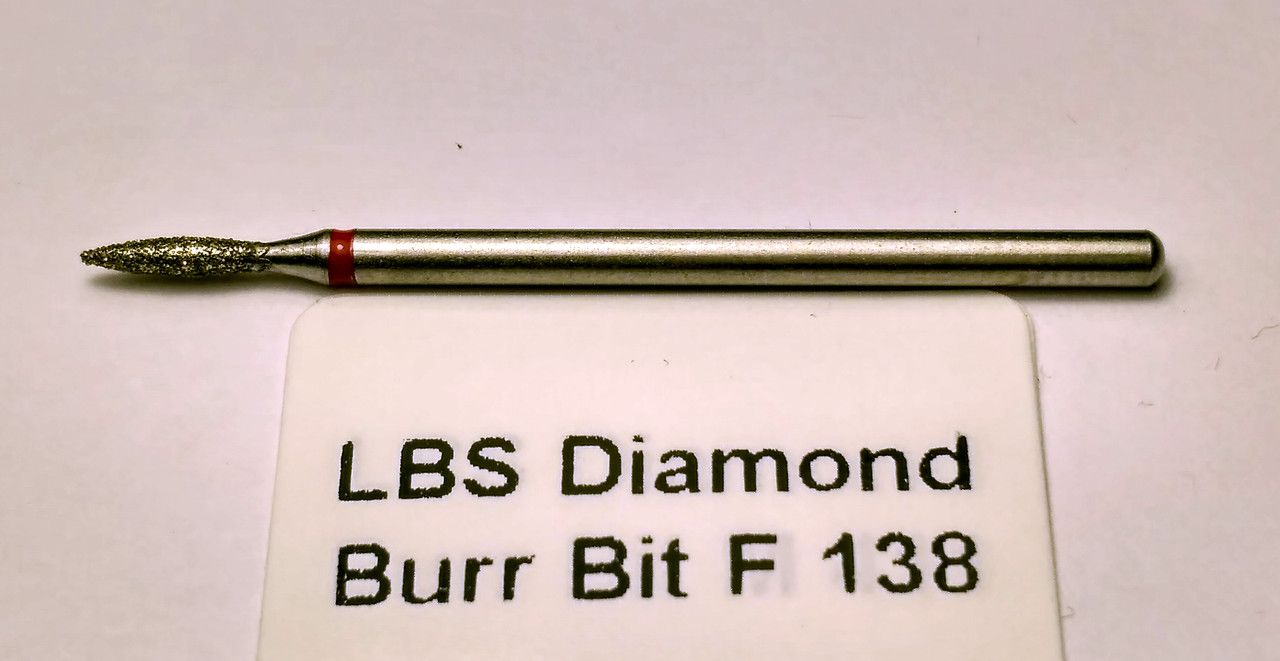 LBS Diamond
Burr Bit F 138